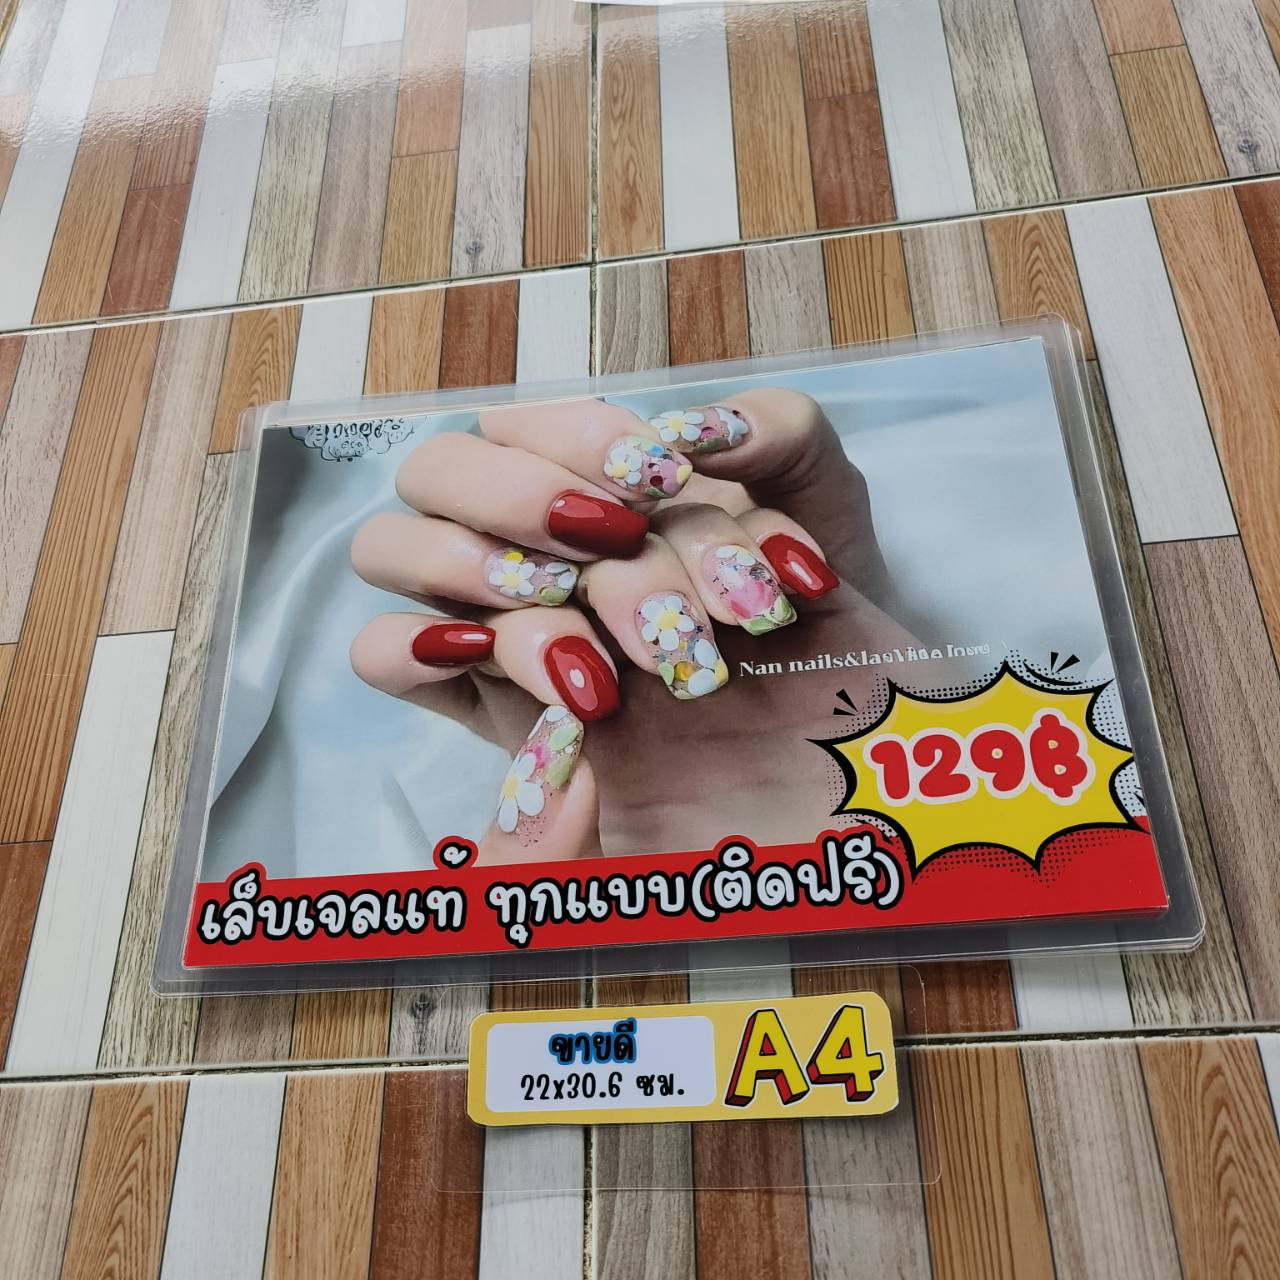 Nan nails&la
129฿
เล็บเจลแท้ ทุกแบบ(ติดฟรี)
ขายดี
22x30.6 ซม.
A4